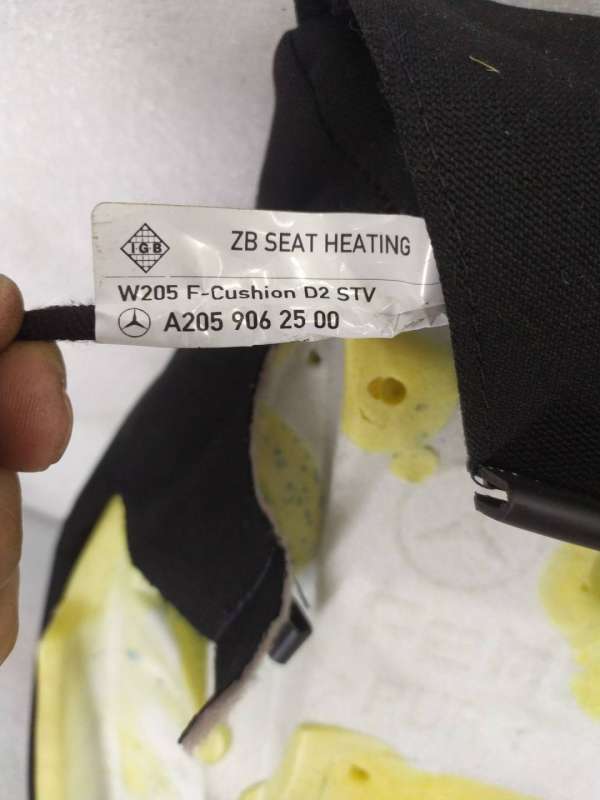 IGB
ZB SEAT HEATING
W205 F-Cushion D2 STV
A205 906 25 00